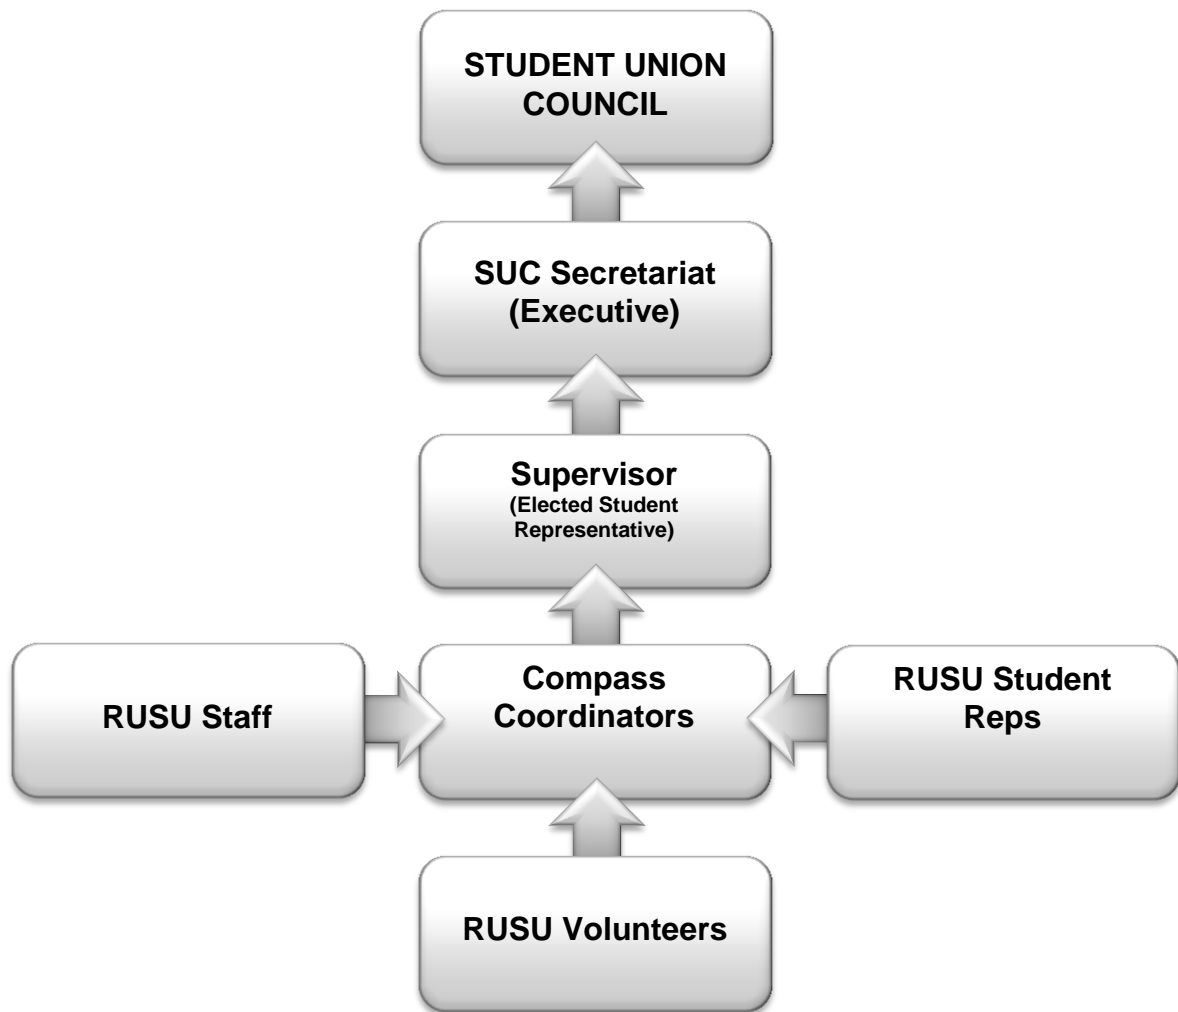 STUDENT UNION
COUNCIL
SUC Secretariat
(Executive)
Supervisor
(Elected Student
Representative)
RUSU Staff
Compass
Coordinators
RUSU Student
Reps
RUSU Volunteers